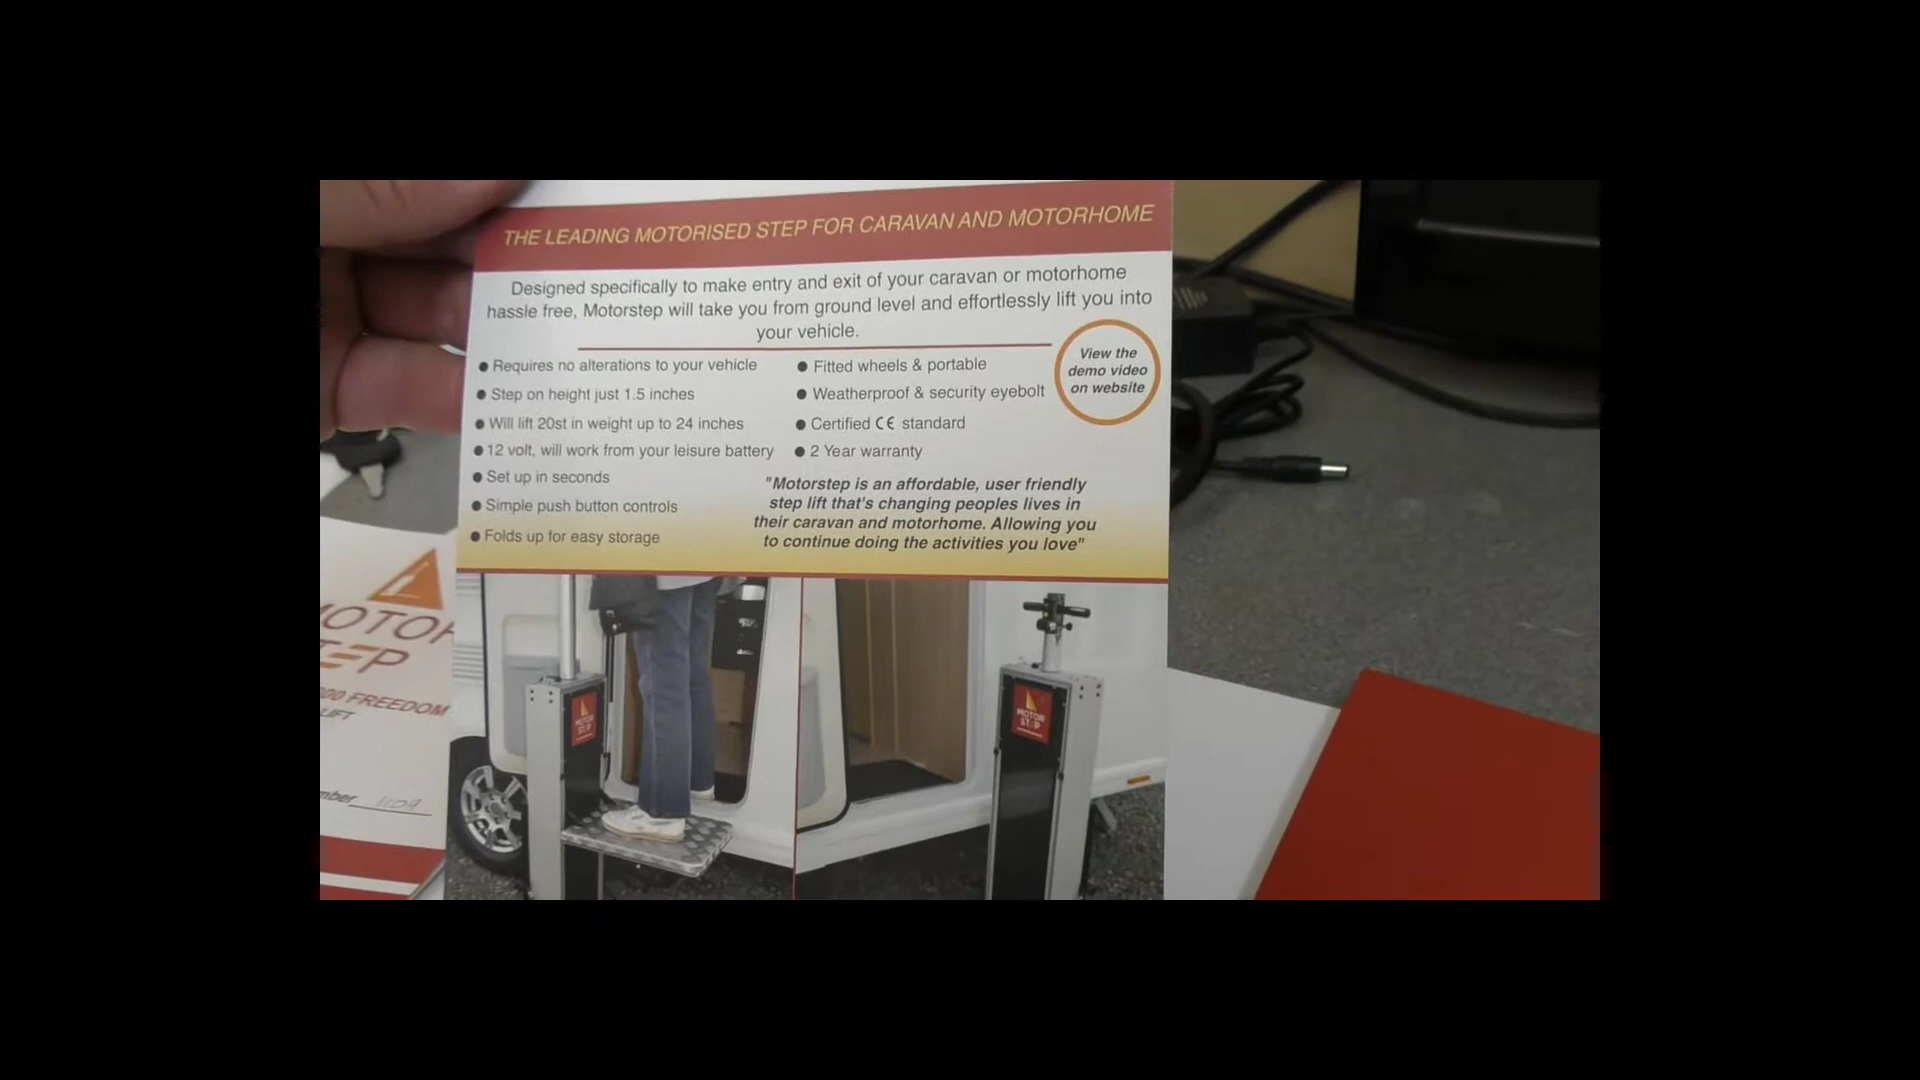 THE LEADING MOTORISED STEP FOR CARAVAN AND MOTORHOME
Designed specifically to make entry and exit of your caravan or motorhome
hassle free, Motorstep will take you from ground level and effortlessly lift you into
your vehicle.
● Requires no alterations to your vehicle
● Step on height just 1.5 inches
● Will lift 20st in weight up to 24 inches
● 12 volt, will work from your leisure battery
● Set up in seconds
● Simple push button controls
● Folds up for easy storage
● Fitted wheels & portable
● Weatherproof & security eyebolt
● Certified CE standard
● 2 Year warranty
View the
demo video
on website
"Motorstep is an affordable, user friendly
step lift that's changing peoples lives in
their caravan and motorhome. Allowing you
to continue doing the activities you love"
MOTOR
STEP
MOTOR
STEP
FREEDOM
LIFT
1109